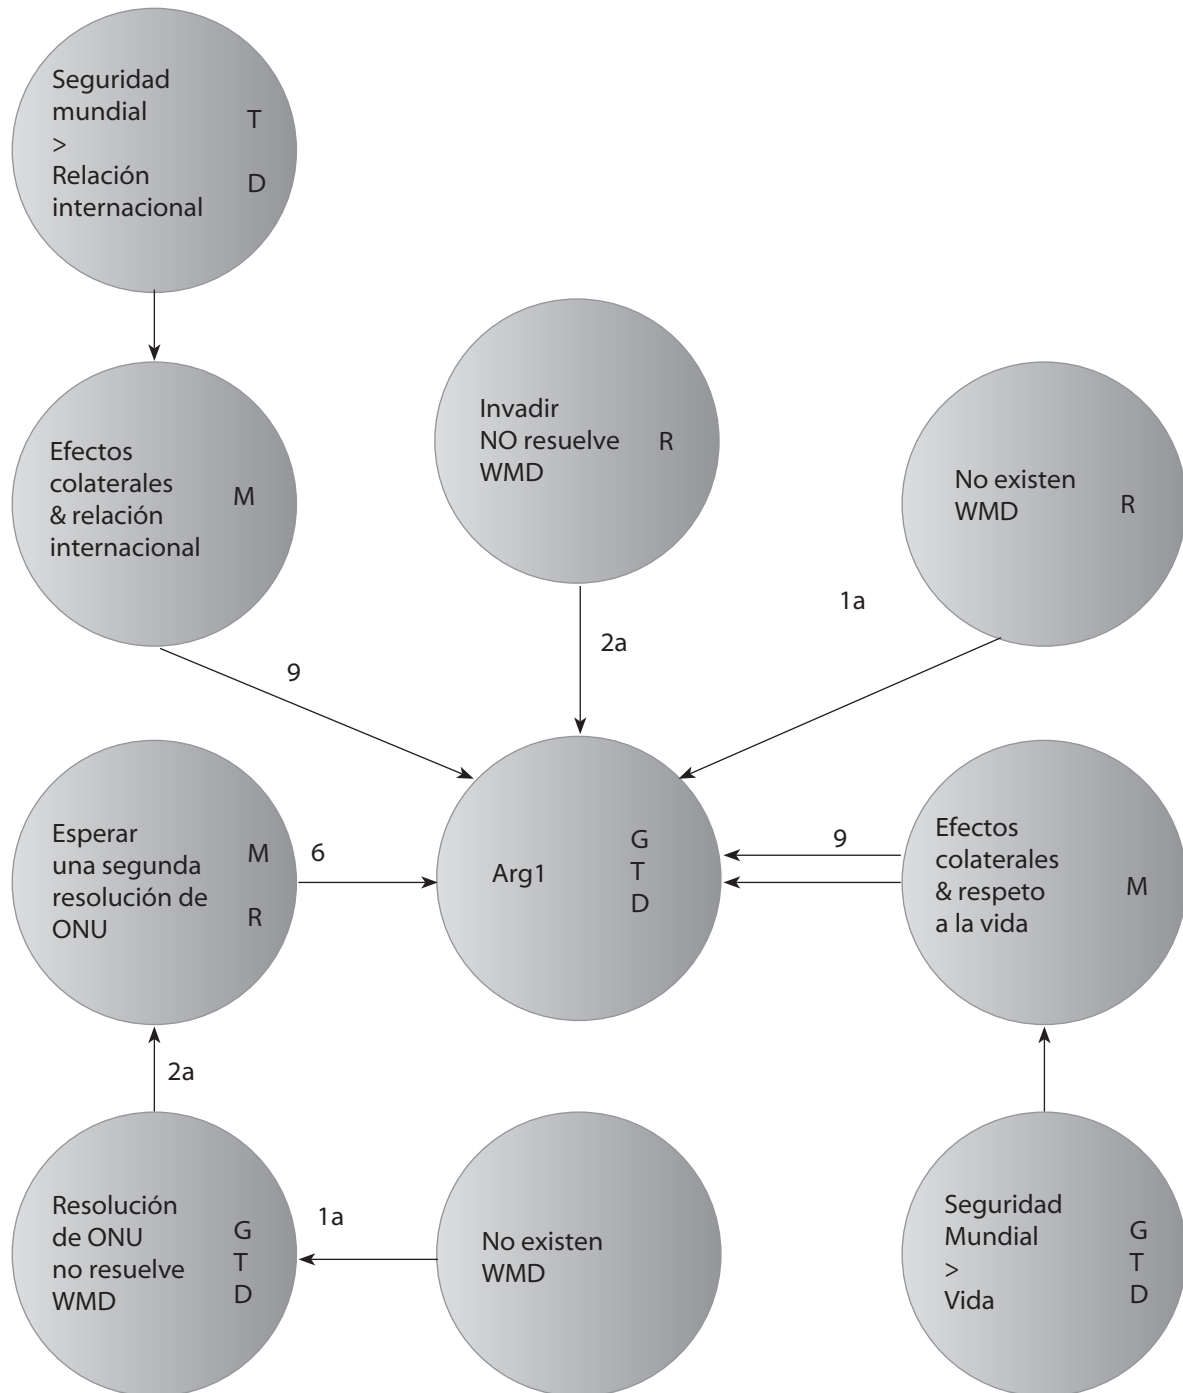 Seguridad
mundial
>
Relación
internacional
T
D
Efectos
colaterales
& relación
internacional
M
Invadir
NO resuelve
WMD
R
No existen
WMD
R
9
2a
1a
Esperar
una segunda
resolución de
ONU
M
R
6
Arg1
G
T
D
9
Efectos
colaterales
& respeto
a la vida
M
2a
Resolución
de ONU
no resuelve
WMD
G
T
D
1a
No existen
WMD
Seguridad
Mundial
>
Vida
G
T
D